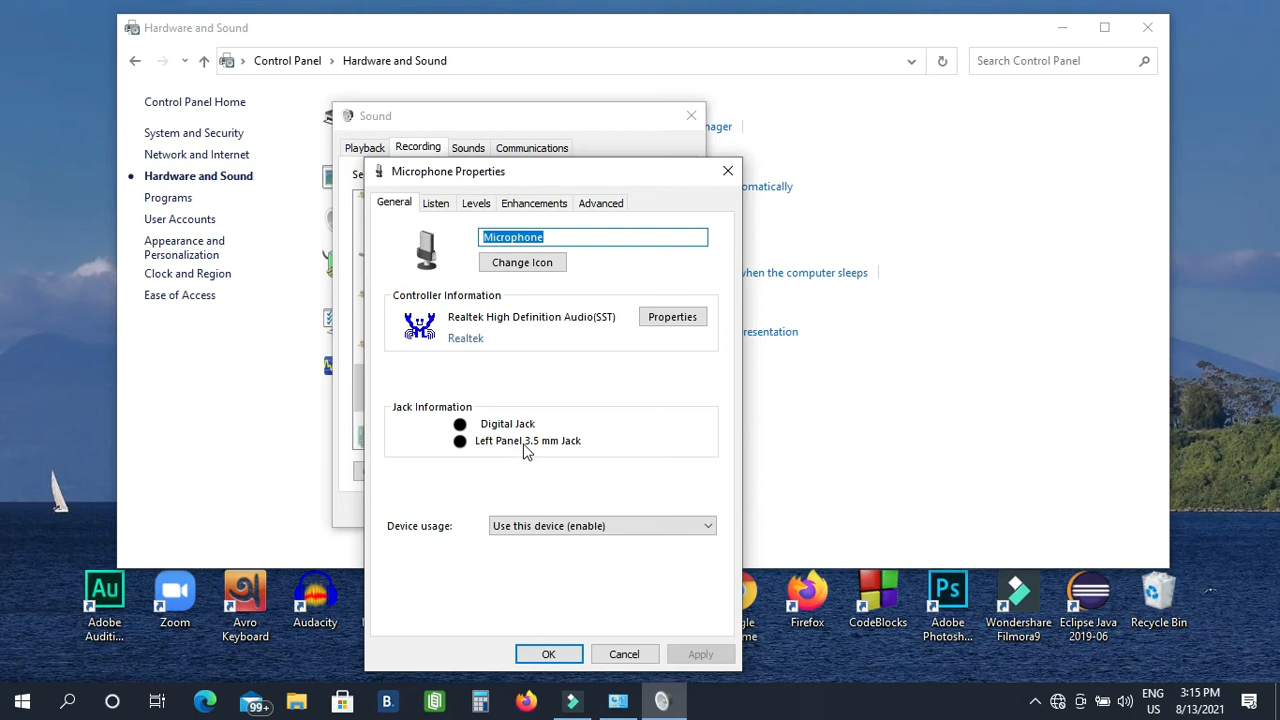 Hardware and Sound
Control Panel
Hardware and Sound
Search Control Panel
Control Panel Home
System and Security
Network and Internet
Hardware and Sound
Programs
User Accounts
Appearance and
Personalization
Clock and Region
Ease of Access
Sound
Playback
Recording
Sounds
Communications
Se
nager
omatically
when the computer sleeps
resentation
Microphone Properties
General
Listen
Levels
Enhancements
Advanced
Microphone
Change Icon
Controller Information
Realtek High Definition Audio(SST)
Properties
Realtek
Jack Information
Digital Jack
Left Panel 3.5 mm Jack
Device usage:
Use this device (enable)
OK
Cancel
Apply
Au
Adobe
Auditi...
Zoom
Avro
Keyboard
Audacity
gle
me
Firefox
CodeBlocks
Ps
Adobe
Photosh...
Wondershare
Filmora9
Eclipse Java
2019-06
Recycle Bin
99+
B.
ENG
US
3:15 PM
8/13/2021